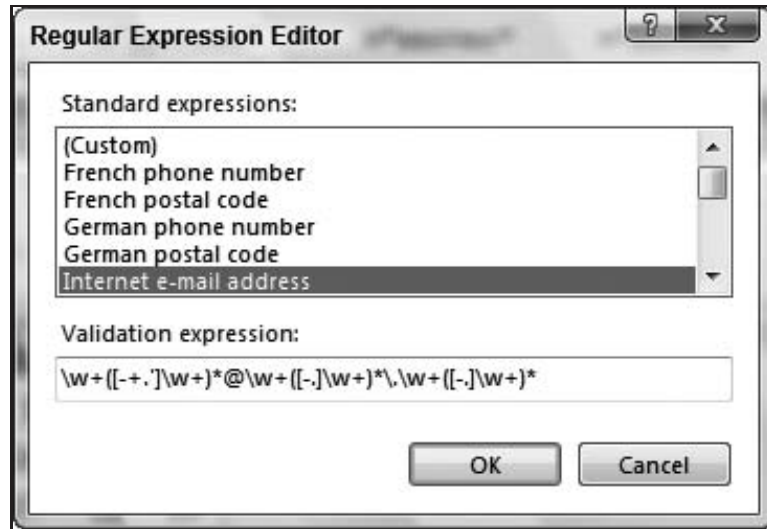 Regular Expression Editor
Standard expressions:
(Custom)
French phone number
French postal code
German phone number
German postal code
Internet e-mail address
Validation expression:
\w+([-+.']\w+)*@\w+([-.]\w+)*\.\w+([-.]\w+)*
OK Cancel